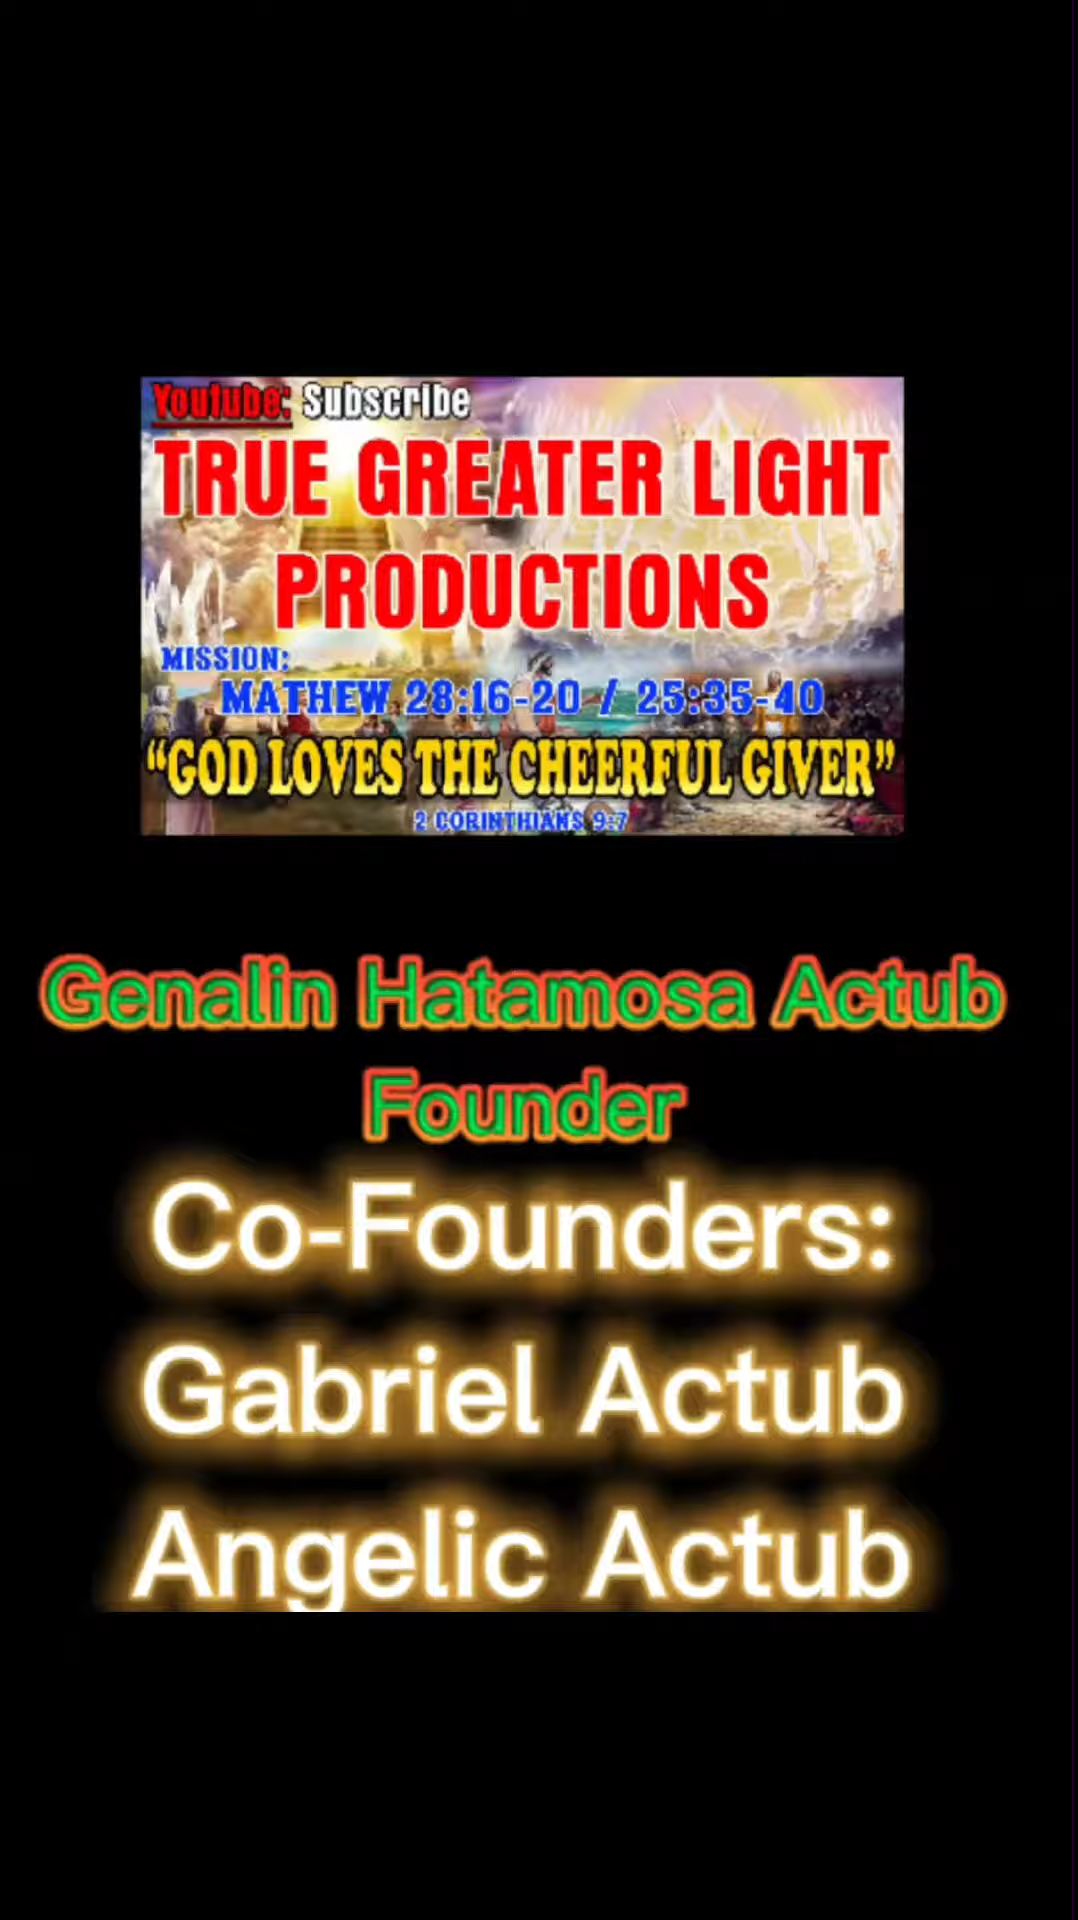 Youtube: Subscribe
TRUE GREATER LIGHT
PRODUCTIONS
MISSION:
MATHEW 28:16-20 / 25:35-40
“GOD LOVES THE CHEERFUL GIVER”
2 CORINTHIANS 9:7
Genalin Hatamosa Actub
Founder
Co-Founders:
Gabriel Actub
Angelic Actub